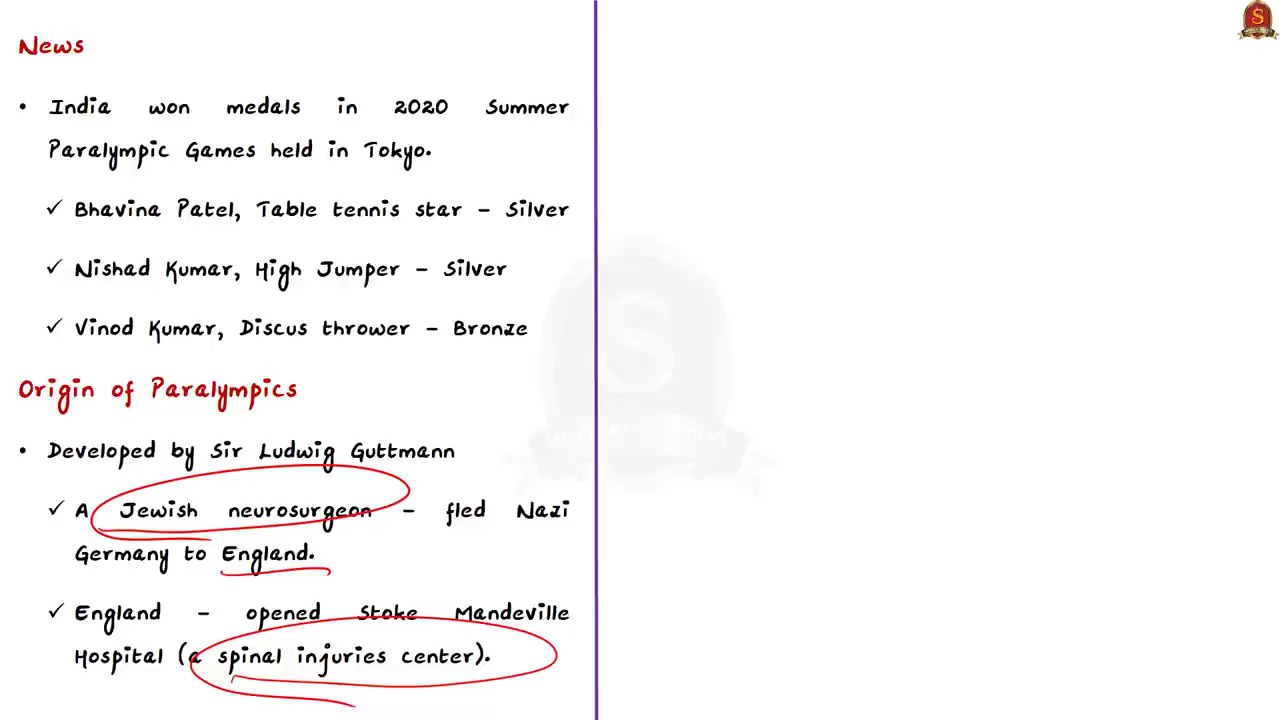 News
• India won medals in 2020 Summer
Paralympic Games held in Tokyo.
✓ Bhavina Patel, Table tennis star - Silver
✓ Nishad Kumar, High Jumper - Silver
✓ Vinod Kumar, Discus thrower - Bronze
Origin of Paralympics
• Developed by Sir Ludwig Guttmann
✓ A Jewish neurosurgeon - fled Nazi
Germany to England.
✓ England - opened Stoke Mandeville
Hospital (a spinal injuries center).
S